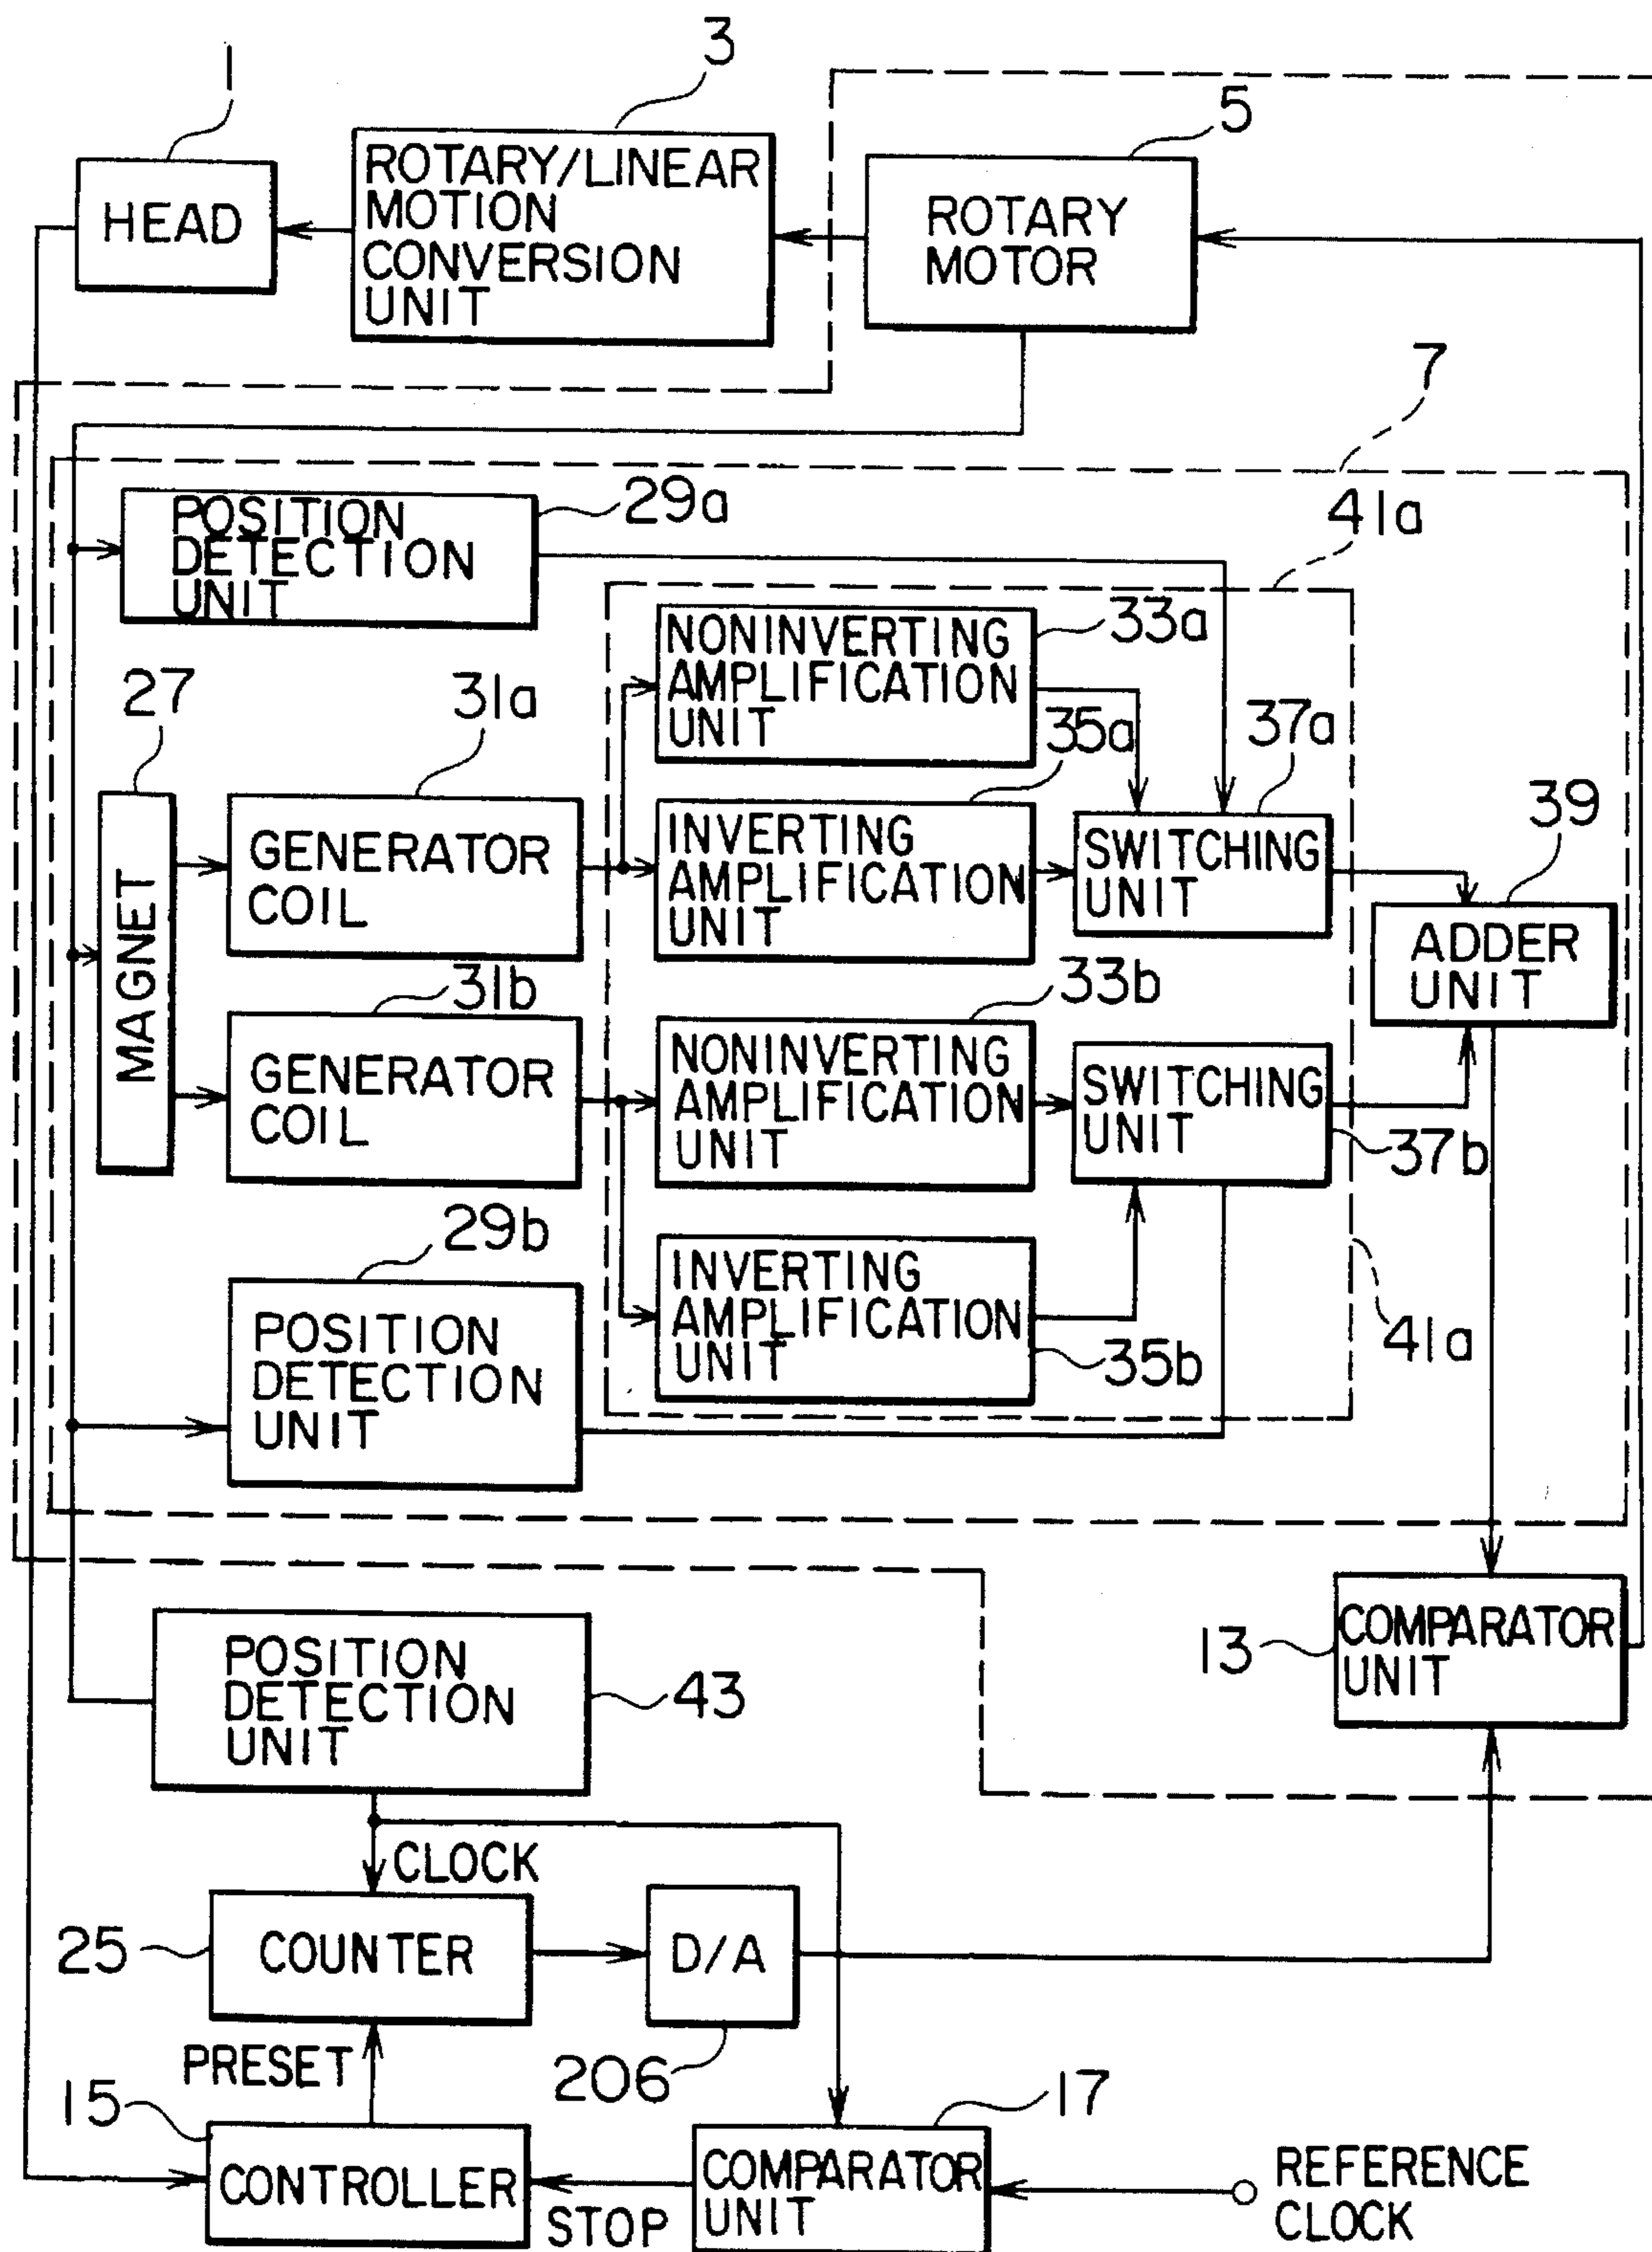 1
3
5
HEAD
ROTARY/LINEAR
MOTION
CONVERSION
UNIT
ROTARY
MOTOR
7
POSITION
DETECTION
UNIT
29a
41a
NONINVERTING
AMPLIFICATION
UNIT
33a
27
31a
35a
37a
MAGNET
GENERATOR
COIL
INVERTING
AMPLIFICATION
UNIT
SWITCHING
UNIT
39
ADDER
UNIT
31b
33b
GENERATOR
COIL
NONINVERTING
AMPLIFICATION
UNIT
SWITCHING
UNIT
37b
29b
POSITION
DETECTION
UNIT
INVERTING
AMPLIFICATION
UNIT
35b
41a
POSITION
DETECTION
UNIT
43
13
COMPARATOR
UNIT
CLOCK
25
COUNTER
D/A
PRESET
206
15
17
CONTROLLER
STOP
COMPARATOR
UNIT
REFERENCE
CLOCK